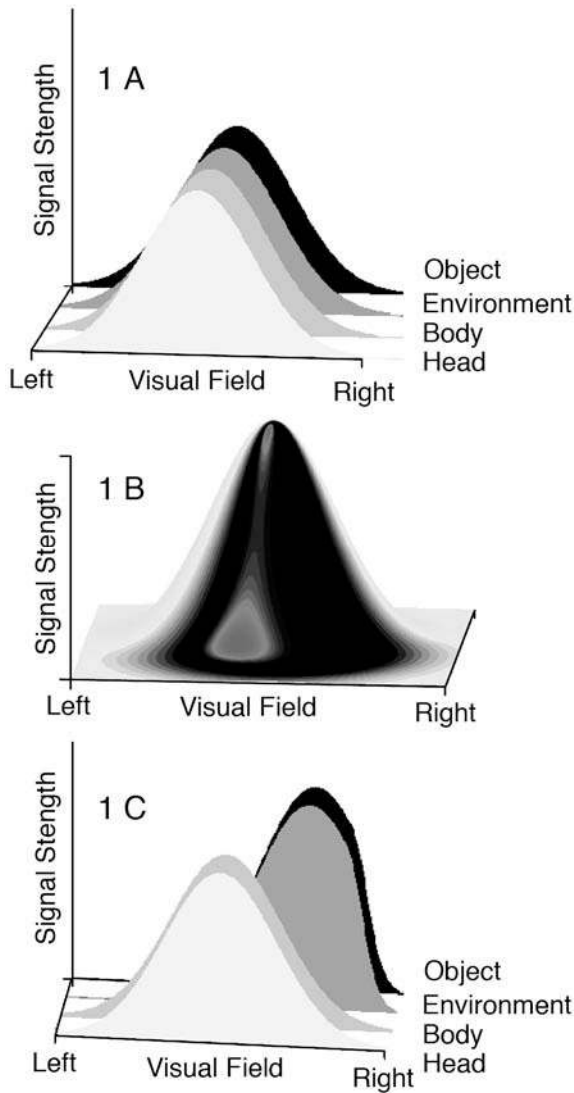 1 A
Signal Stength
Object
Environment
Body
Head
Left
Visual Field
Right
1 B
Signal Stength
Left
Visual Field
Right
1 C
Signal Stength
Object
Environment
Body
Head
Left
Visual Field
Right